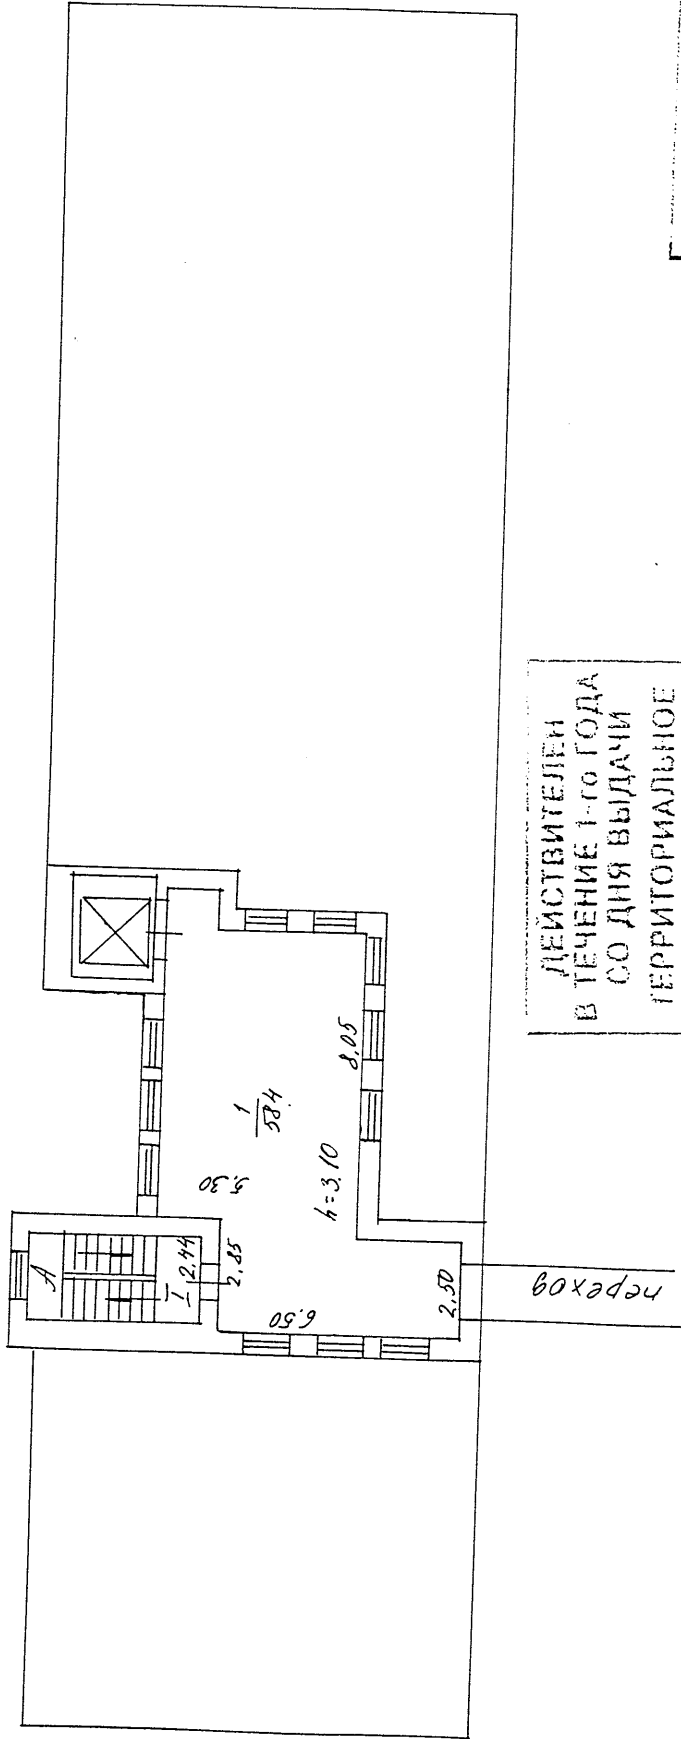 А
I
2.44
2.85
5.30
6.50
1
58.4
h=3.10
8.05
2.50
переход
ДЕЙСТВИТЕЛЕН
В ТЕЧЕНИЕ 1-го ГОДА
СО ДНЯ ВЫДАЧИ
ТЕРРИТОРИАЛЬНОЕ